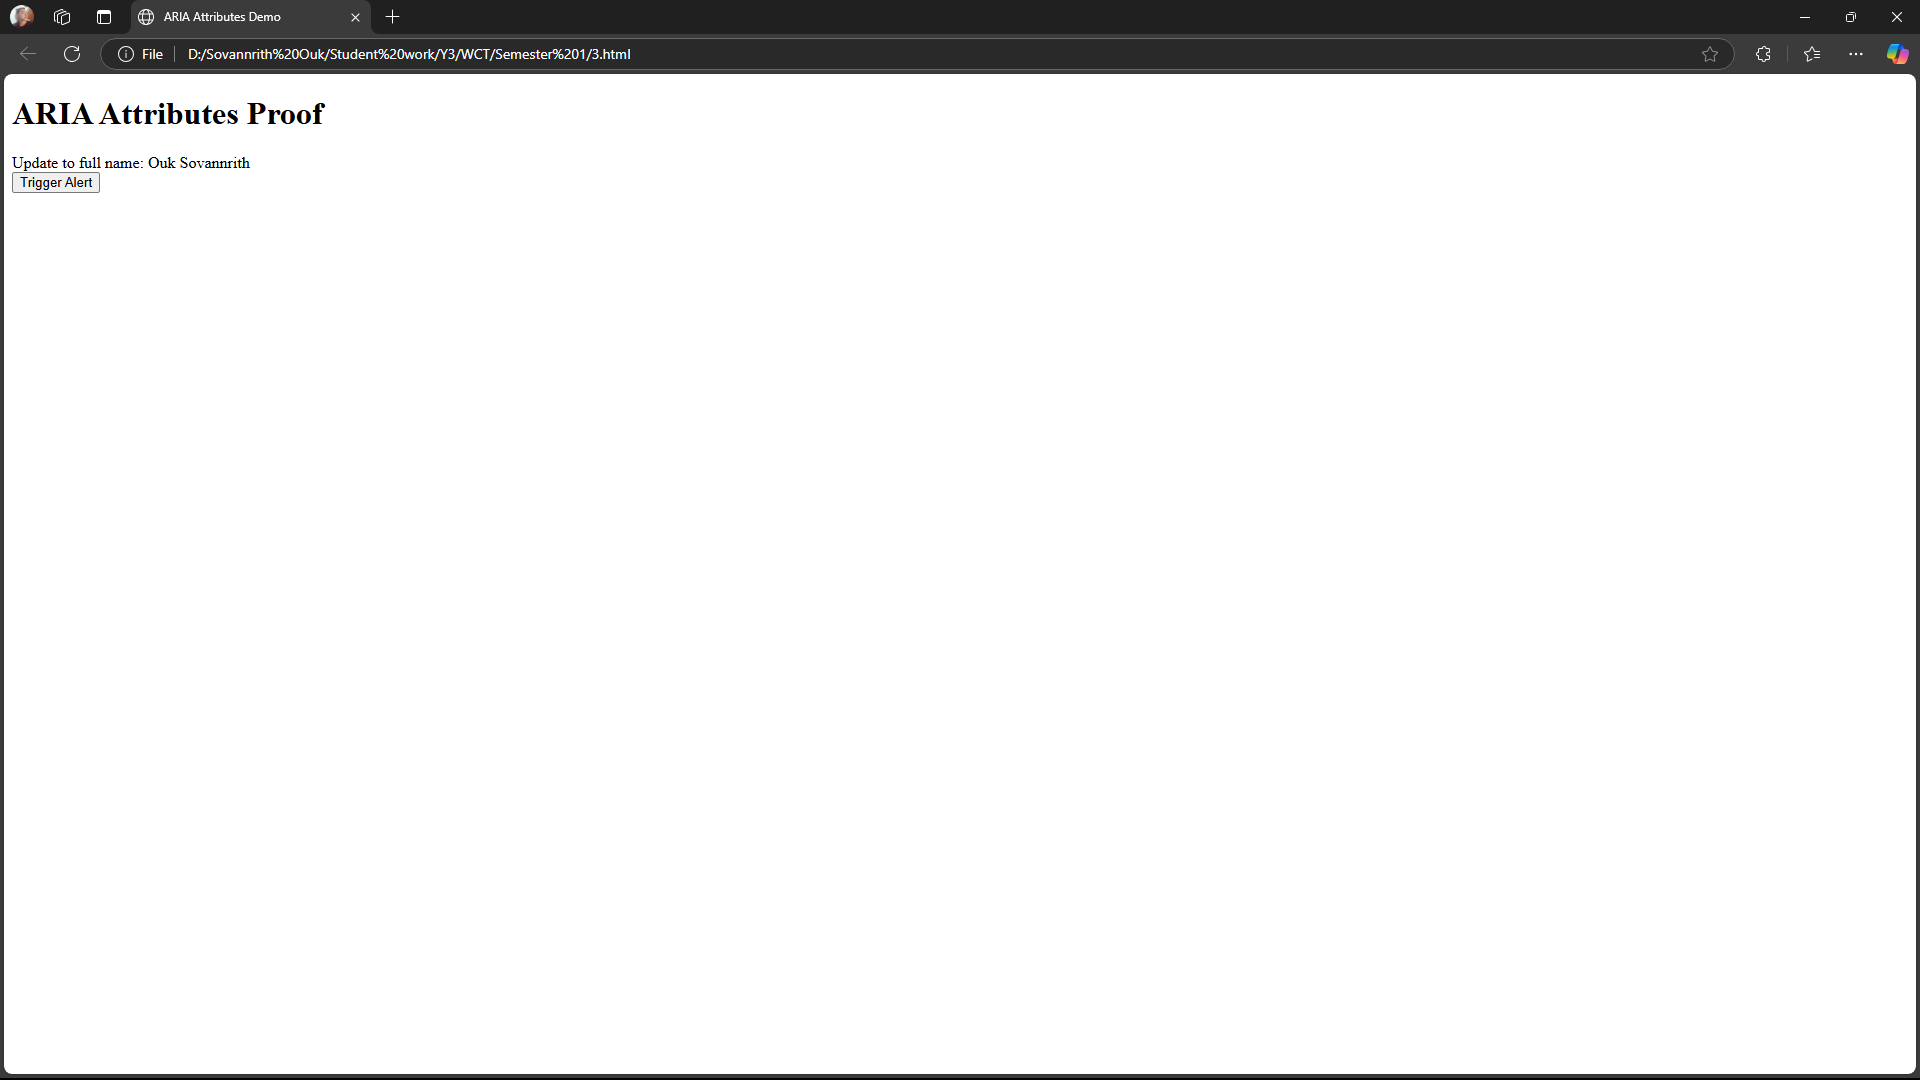 ARIA Attributes Demo
File D:/Sovannrith%20Ouk/Student%20work/Y3/WCT/Semester%201/3.html
ARIA Attributes Proof
Update to full name: Ouk Sovannrith
Trigger Alert